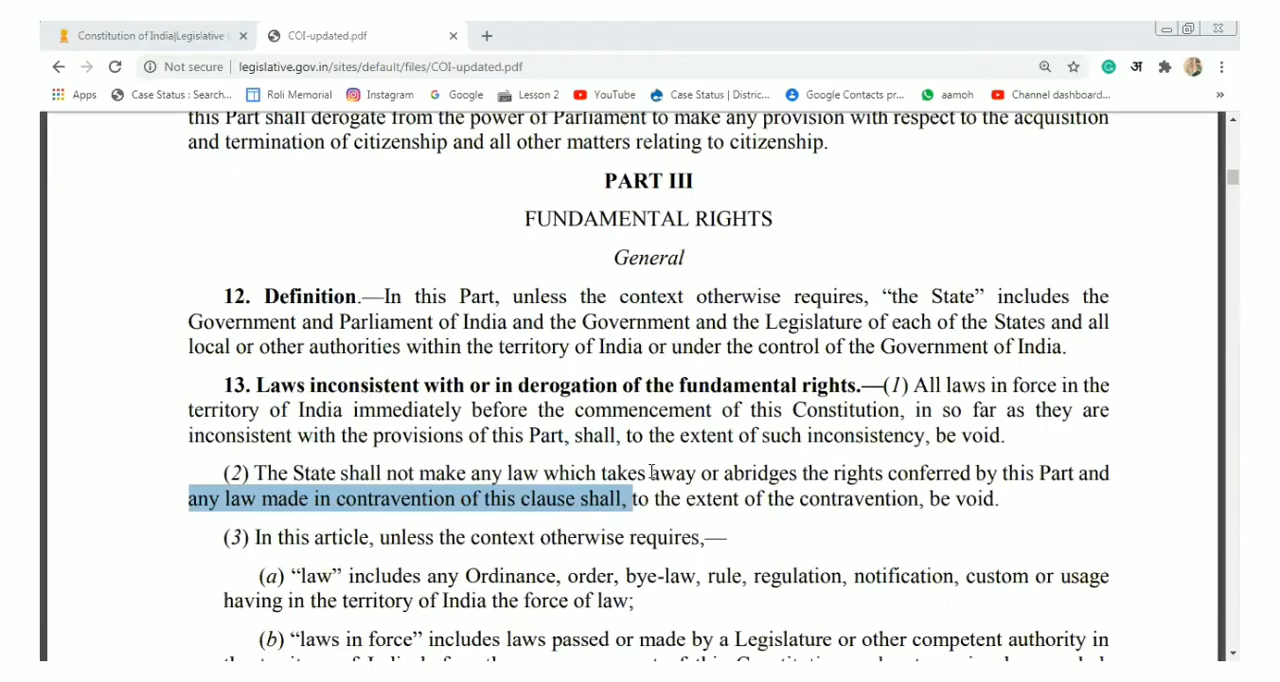 Constitution of India|Legislative
COI-updated.pdf
Not secure legislative.gov.in/sites/default/files/COI-updated.pdf
अ
Apps Case Status : Search... Roli Memorial Instagram Google Lesson 2 YouTube Case Status | Distric... Google Contacts pr... aamoh Channel dashboard... »
this Part shall derogate from the power of Parliament to make any provision with respect to the acquisition
and termination of citizenship and all other matters relating to citizenship.
PART III
FUNDAMENTAL RIGHTS
General
12. Definition.—In this Part, unless the context otherwise requires, “the State” includes the
Government and Parliament of India and the Government and the Legislature of each of the States and all
local or other authorities within the territory of India or under the control of the Government of India.
13. Laws inconsistent with or in derogation of the fundamental rights.—(1) All laws in force in the
territory of India immediately before the commencement of this Constitution, in so far as they are
inconsistent with the provisions of this Part, shall, to the extent of such inconsistency, be void.
(2) The State shall not make any law which takes away or abridges the rights conferred by this Part and
any law made in contravention of this clause shall, to the extent of the contravention, be void.
(3) In this article, unless the context otherwise requires,—
(a) “law” includes any Ordinance, order, bye-law, rule, regulation, notification, custom or usage
having in the territory of India the force of law;
(b) “laws in force” includes laws passed or made by a Legislature or other competent authority in